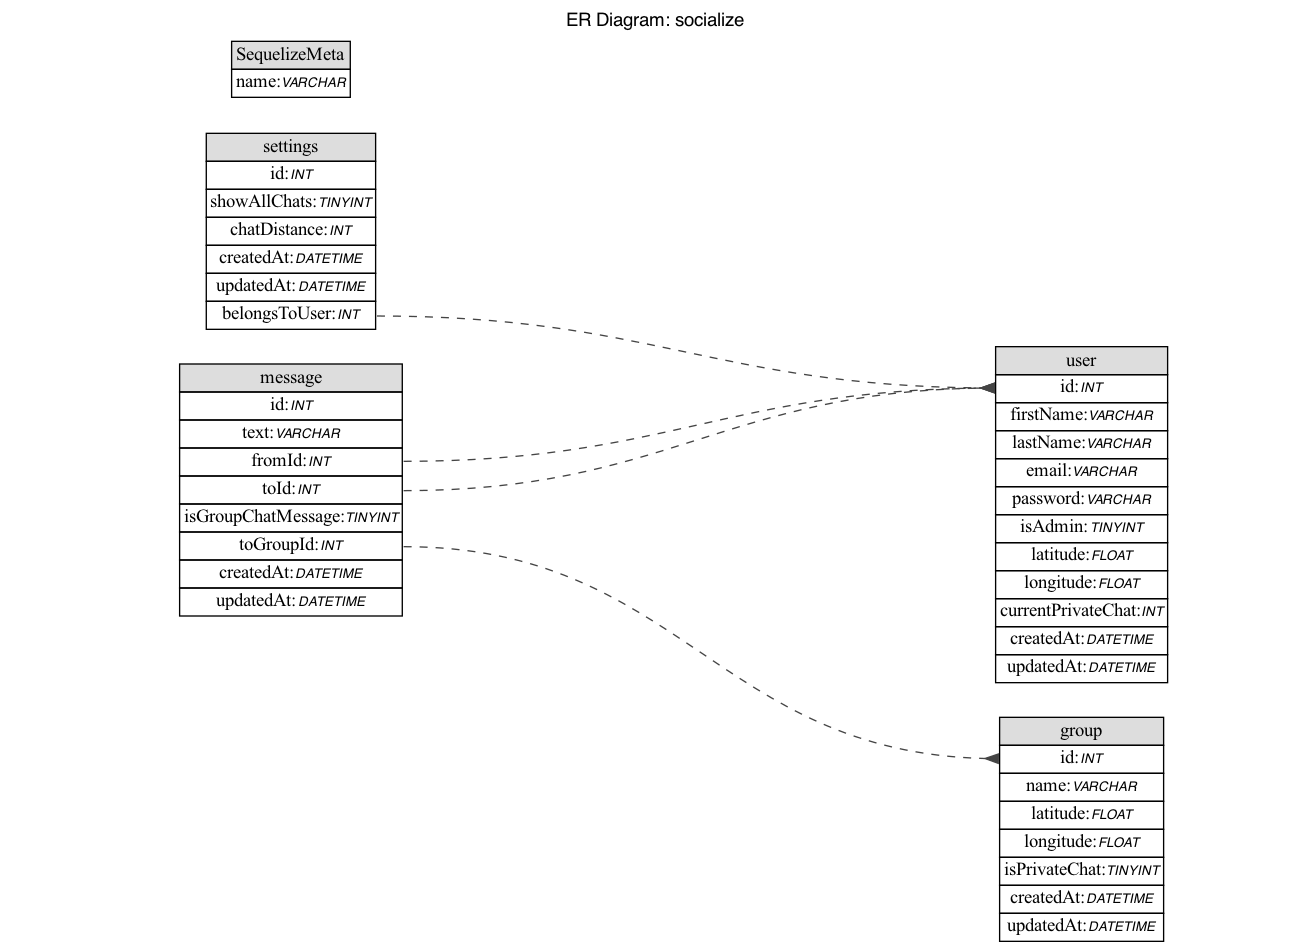 ER Diagram: socialize
SequelizeMeta
name:VARCHAR
settings
id:INT
showAllChats:TINYINT
chatDistance:INT
createdAt:DATETIME
updatedAt:DATETIME
belongsToUser:INT
message
id:INT
text:VARCHAR
fromId:INT
toId:INT
isGroupChatMessage:TINYINT
toGroupId:INT
createdAt:DATETIME
updatedAt:DATETIME
user
id:INT
firstName:VARCHAR
lastName:VARCHAR
email:VARCHAR
password:VARCHAR
isAdmin:TINYINT
latitude:FLOAT
longitude:FLOAT
currentPrivateChat:INT
createdAt:DATETIME
updatedAt:DATETIME
group
id:INT
name:VARCHAR
latitude:FLOAT
longitude:FLOAT
isPrivateChat:TINYINT
createdAt:DATETIME
updatedAt:DATETIME